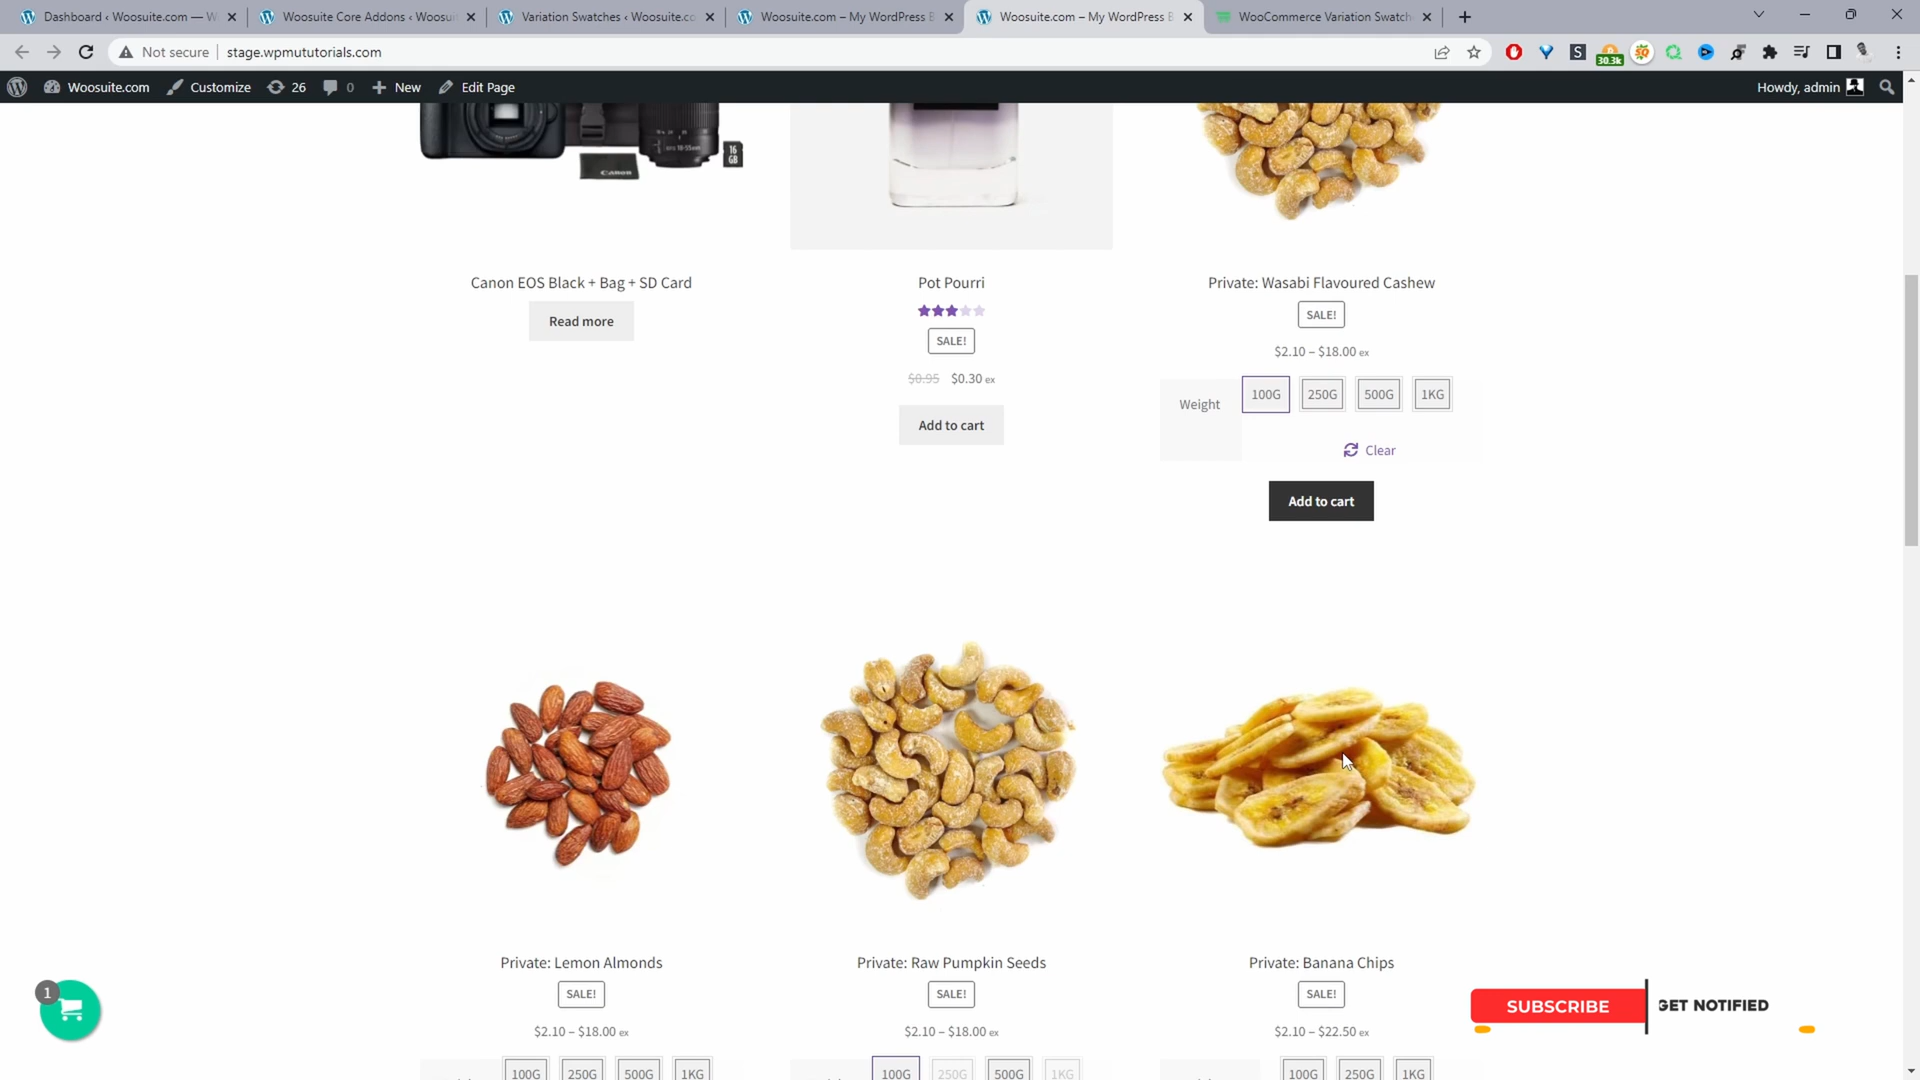 Dashboard ‹ Woosuite.com — W
Woosuite Core Addons ‹ Woosui
Variation Swatches ‹ Woosuite.co
Woosuite.com – My WordPress B
Woosuite.com – My WordPress B
WooCommerce Variation Swatch
Not secure
stage.wpmututorials.com
30.3k
Woosuite.com
Customize
26
0
New
Edit Page
Howdy, admin
Canon
16
GB
Canon EOS Black + Bag + SD Card
Read more
Pot Pourri
SALE!
$0.95 $0.30 ex
Add to cart
Private: Wasabi Flavoured Cashew
SALE!
$2.10 – $18.00 ex
Weight
100G
250G
500G
1KG
Clear
Add to cart
Private: Lemon Almonds
SALE!
$2.10 – $18.00 ex
100G
250G
500G
1KG
Private: Raw Pumpkin Seeds
SALE!
$2.10 – $18.00 ex
100G
250G
500G
1KG
Private: Banana Chips
SALE!
$2.10 – $22.50 ex
100G
250G
1KG
1
SUBSCRIBE
GET NOTIFIED